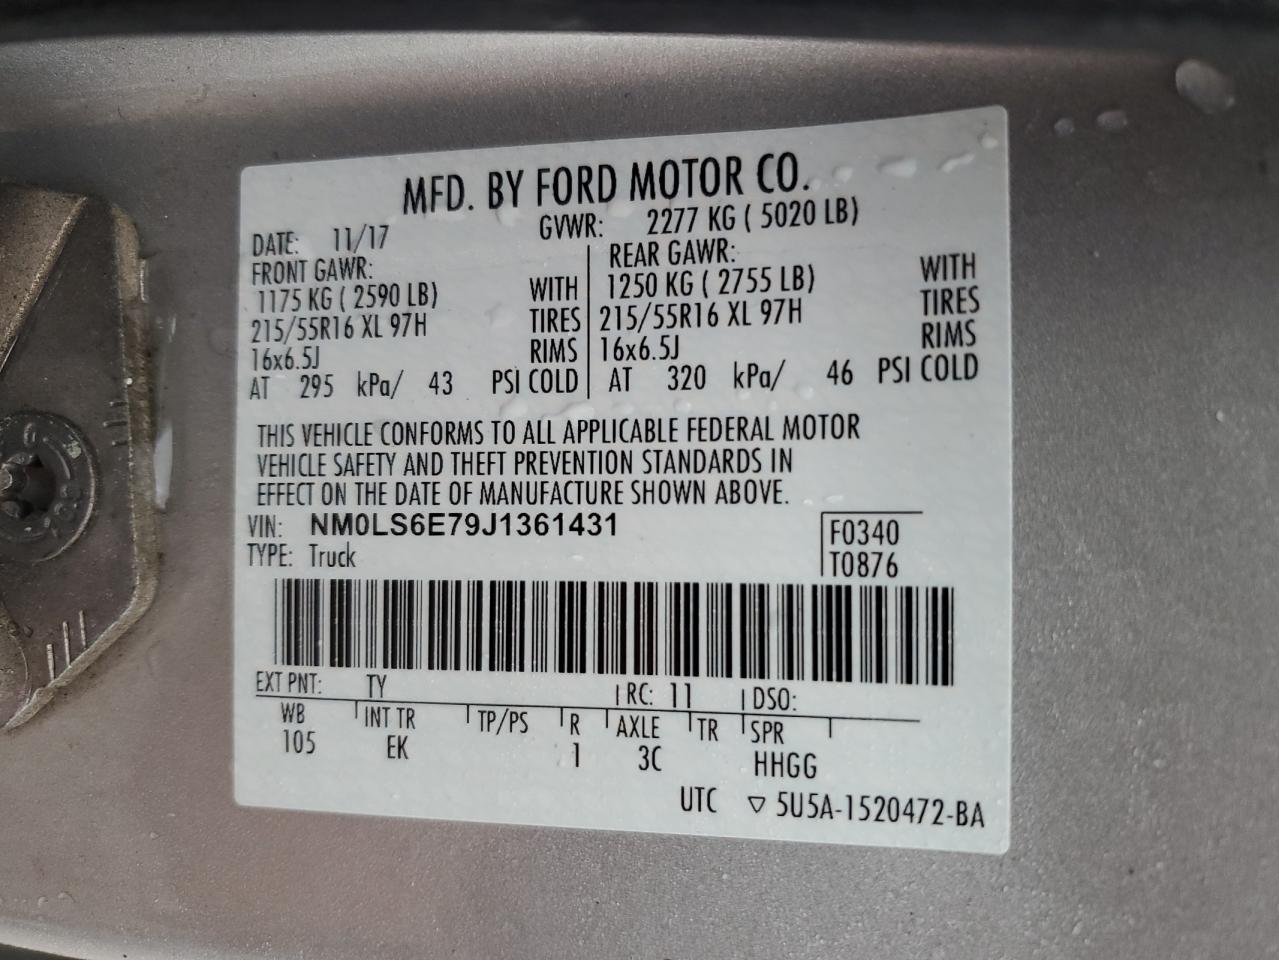 MFD. BY FORD MOTOR CO.
DATE: 11/17 GVWR: 2277 KG ( 5020 LB)
FRONT GAWR: REAR GAWR:
1175 KG ( 2590 LB) WITH 1250 KG ( 2755 LB) WITH
215/55R16 XL 97H TIRES 215/55R16 XL 97H TIRES
16x6.5J RIMS 16x6.5J RIMS
AT 295 kPa/ 43 PSI COLD AT 320 kPa/ 46 PSI COLD
THIS VEHICLE CONFORMS TO ALL APPLICABLE FEDERAL MOTOR
VEHICLE SAFETY AND THEFT PREVENTION STANDARDS IN
EFFECT ON THE DATE OF MANUFACTURE SHOWN ABOVE.
VIN: NM0LS6E79J1361431 F0340
TYPE: Truck T0876
EXT PNT: TY RC: 11 DSO:
WB INT TR TP/PS R AXLE TR SPR
105 EK 1 3C HHGG
UTC ▽ 5U5A-1520472-BA